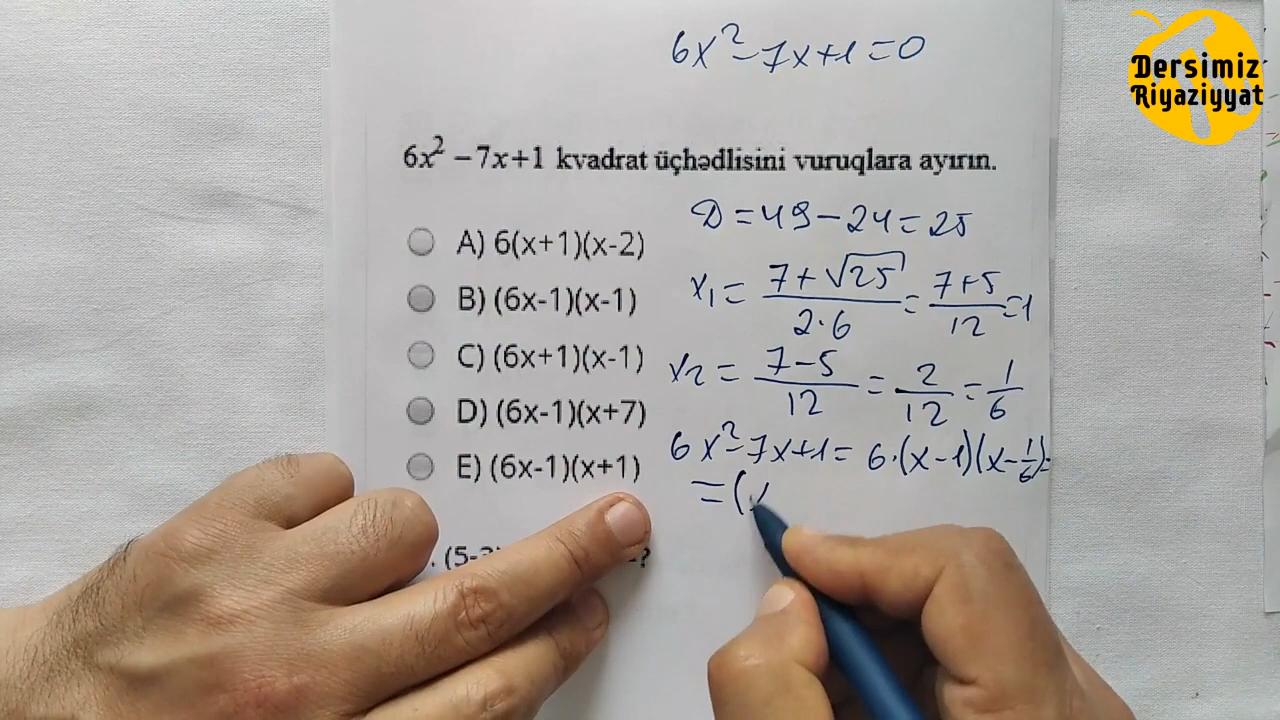 6x²-7x+1=0
Dersimiz
Riyaziyyat
6x² – 7x+1 kvadrat üçhədlisini vuruqlara ayırın.
A) 6(x+1)(x-2)
B) (6x-1)(x-1)
C) (6x+1)(x-1)
D) (6x-1)(x+7)
E) (6x-1)(x+1)
D=49-24=25
x₁= 7+√25/2·6 = 7+5/12 =1
x₂ = 7-5/12 = 2/12 = 1/6
6x²-7x+1= 6·(x-1)(x-1/6)=
=(x
. (5-
?